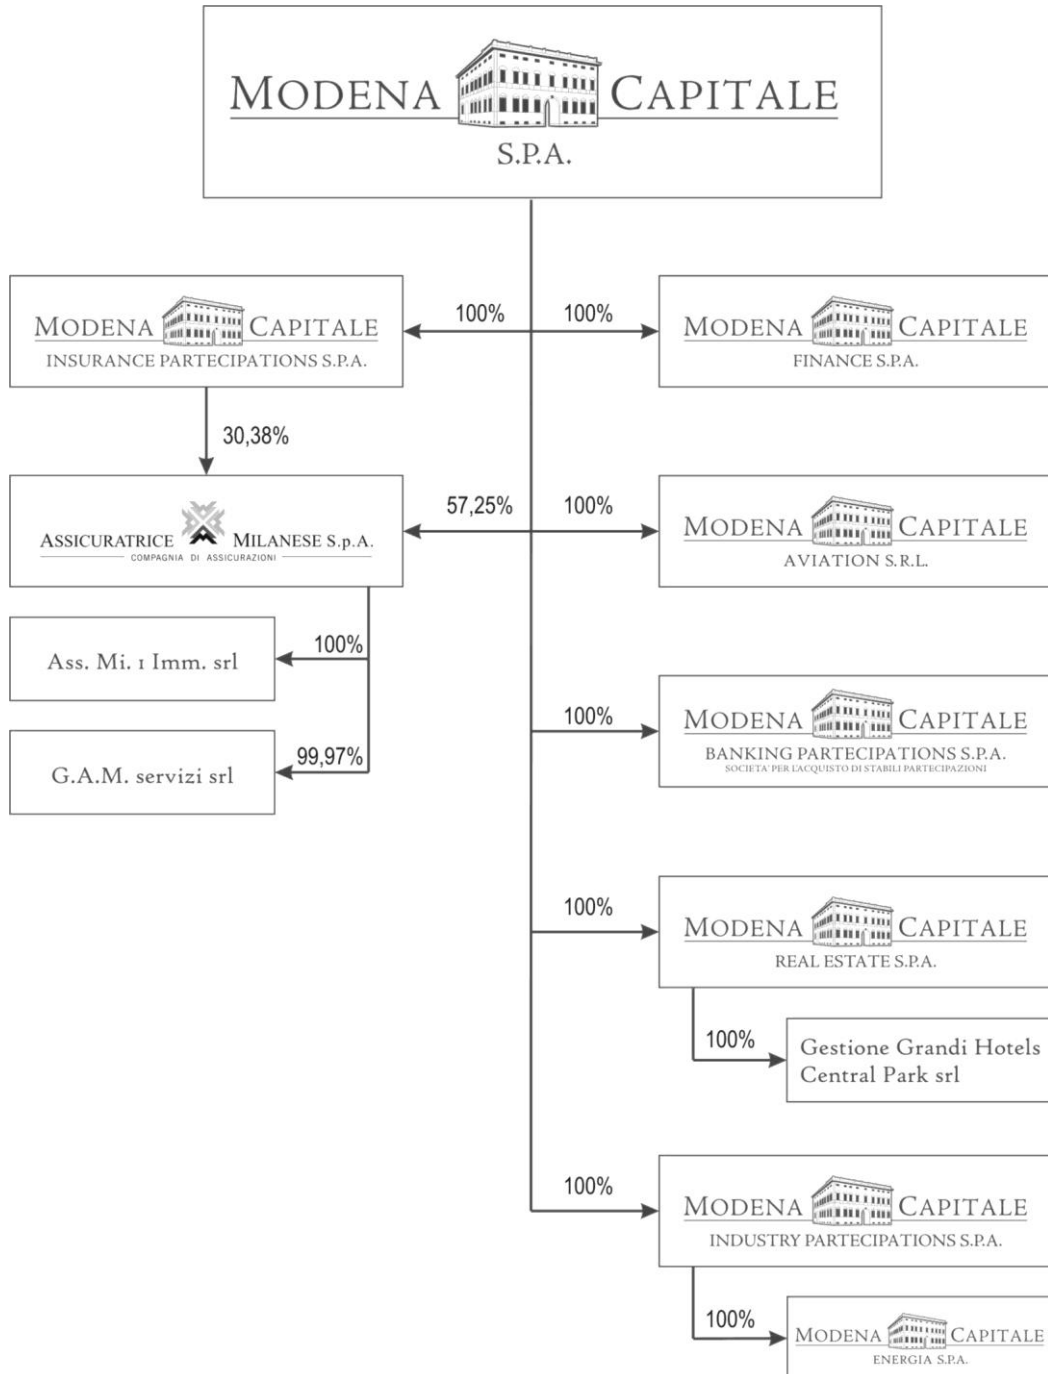 MODENA CAPITALE
S.P.A.
MODENA CAPITALE
INSURANCE PARTECIPATIONS S.P.A.
100%
100%
MODENA CAPITALE
FINANCE S.P.A.
30,38%
ASSICURATRICE MILANESE S.p.A.
COMPAGNIA DI ASSICURAZIONI
57,25%
100%
MODENA CAPITALE
AVIATION S.R.L.
Ass. Mi. 1 Imm. srl
100%
G.A.M. servizi srl
99,97%
100%
MODENA CAPITALE
BANKING PARTECIPATIONS S.P.A.
SOCIETA' PER L'ACQUISTO DI STABILI PARTECIPAZIONI
100%
MODENA CAPITALE
REAL ESTATE S.P.A.
100%
Gestione Grandi Hotels
Central Park srl
100%
MODENA CAPITALE
INDUSTRY PARTECIPATIONS S.P.A.
100%
MODENA CAPITALE
ENERGIA S.P.A.